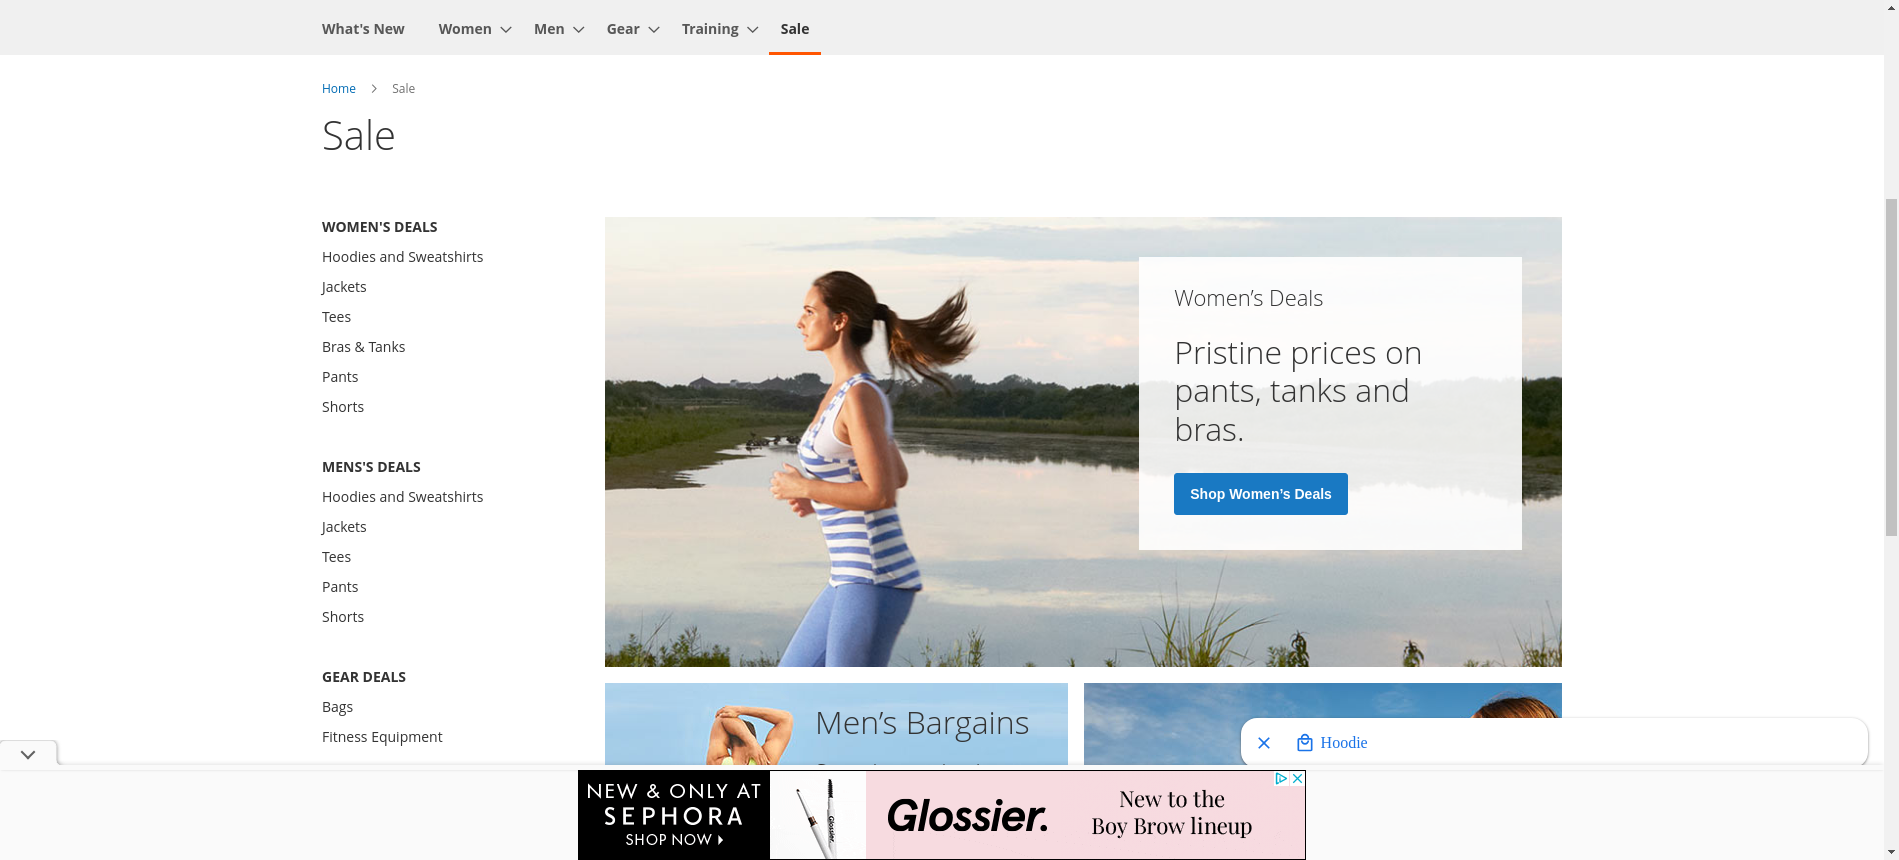 What's New
Women
Men
Gear
Training
Sale
Home
Sale
Sale
WOMEN'S DEALS
Hoodies and Sweatshirts
Jackets
Tees
Bras & Tanks
Pants
Shorts
MENS'S DEALS
Hoodies and Sweatshirts
Jackets
Tees
Pants
Shorts
GEAR DEALS
Bags
Fitness Equipment
Women’s Deals
Pristine prices on
pants, tanks and
bras.
Shop Women’s Deals
Men’s Bargains
Hoodie
NEW & ONLY AT
SEPHORA
SHOP NOW
Glossier.
Glossier.
New to the
Boy Brow lineup